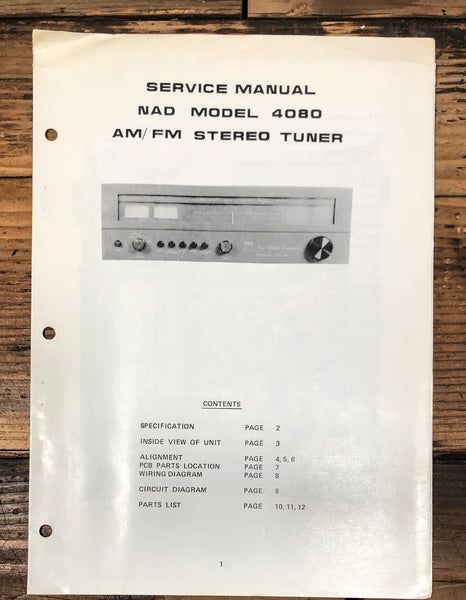 SERVICE MANUAL
NAD MODEL 4080
AM/FM STEREO TUNER
CONTENTS
SPECIFICATION PAGE 2
INSIDE VIEW OF UNIT PAGE 3
ALIGNMENT PAGE 4, 5, 6
PCB PARTS LOCATION PAGE 7
WIRING DIAGRAM PAGE 8
CIRCUIT DIAGRAM PAGE 9
PARTS LIST PAGE 10, 11, 12
1